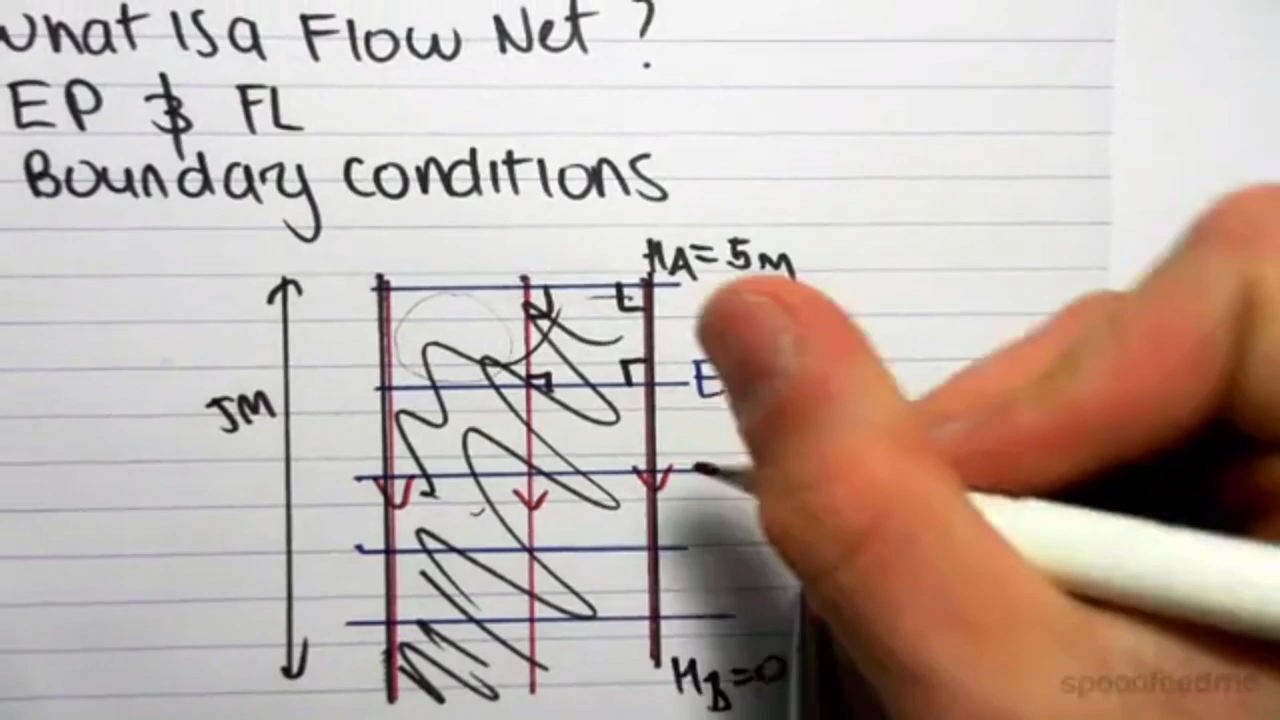 What Is a Flow Net ?
EP & FL
Boundary conditions
HA = 5m
E
5M
HB = 0
spoonfeedme